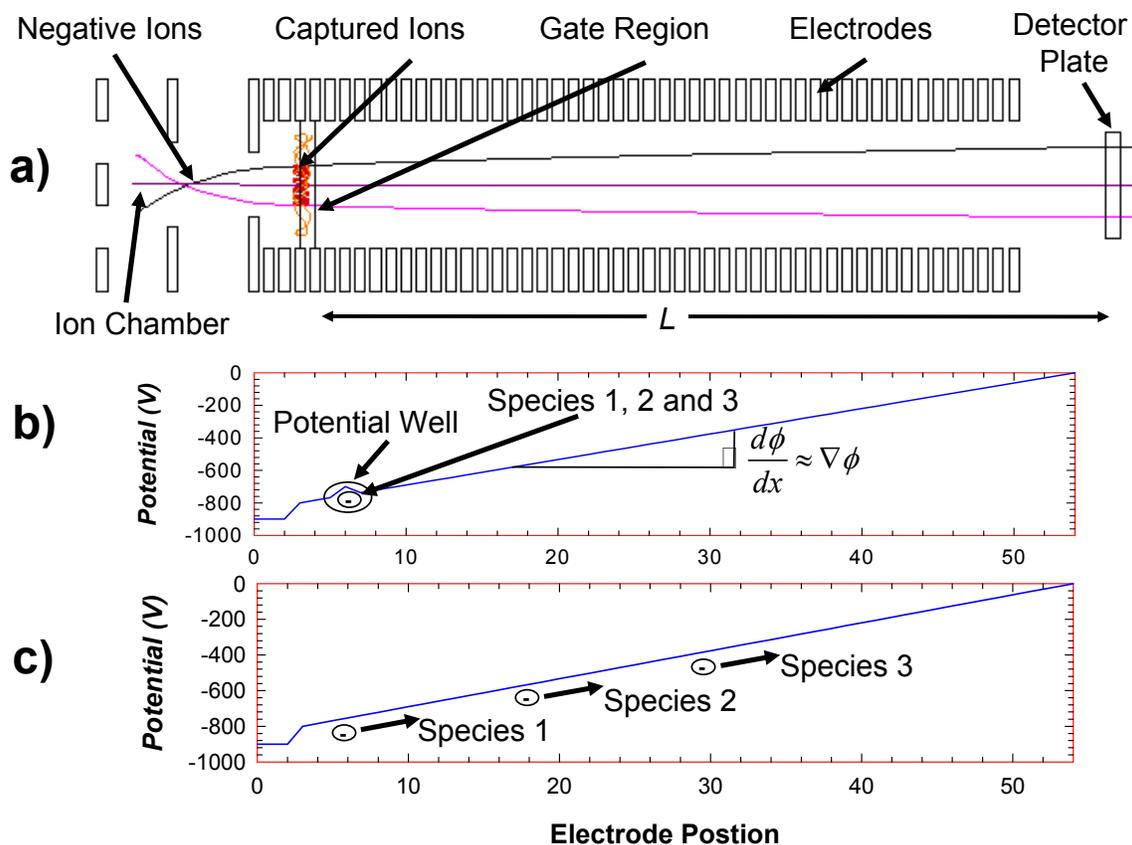 Negative Ions
Captured Ions
Gate Region
Electrodes
Detector
Plate
a)
Ion Chamber
L
b)
Potential (V)
0
-200
-400
-600
-800
-1000
Potential Well
Species 1, 2 and 3
dφ/dx ≈ ∇φ
0 10 20 30 40 50
c)
Potential (V)
0
-200
-400
-600
-800
-1000
Species 3
Species 2
Species 1
0 10 20 30 40 50
Electrode Postion